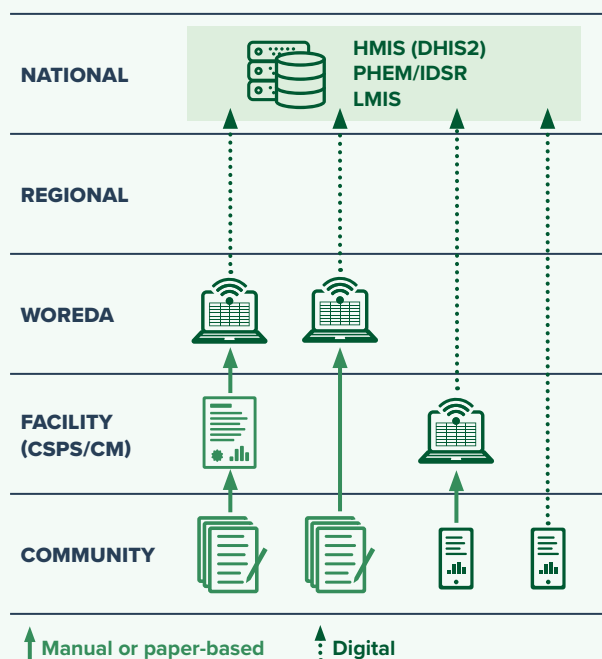 NATIONAL
HMIS (DHIS2)
PHEM/IDSR
LMIS
REGIONAL
WOREDA
FACILITY
(CSPS/CM)
COMMUNITY
Manual or paper-based
Digital